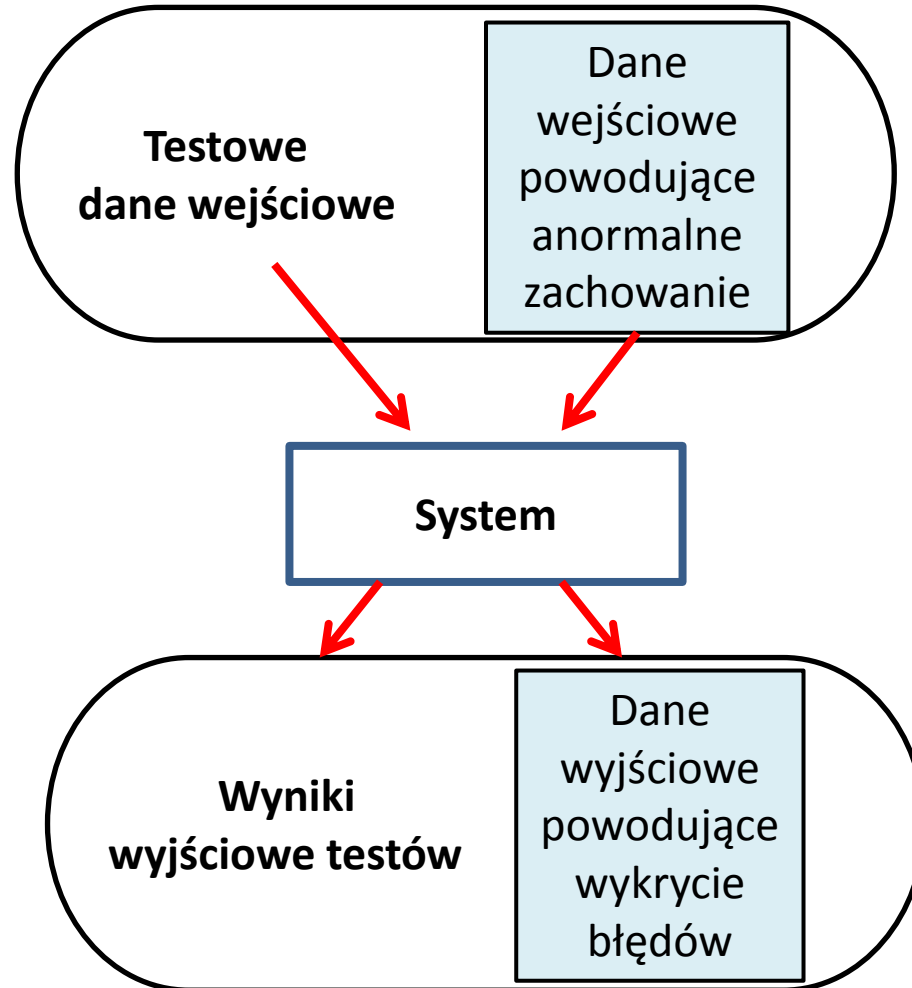 Testowe
dane wejściowe
Dane
wejściowe
powodujące
anormalne
zachowanie
System
Wyniki
wyjściowe testów
Dane
wyjściowe
powodujące
wykrycie
błędów